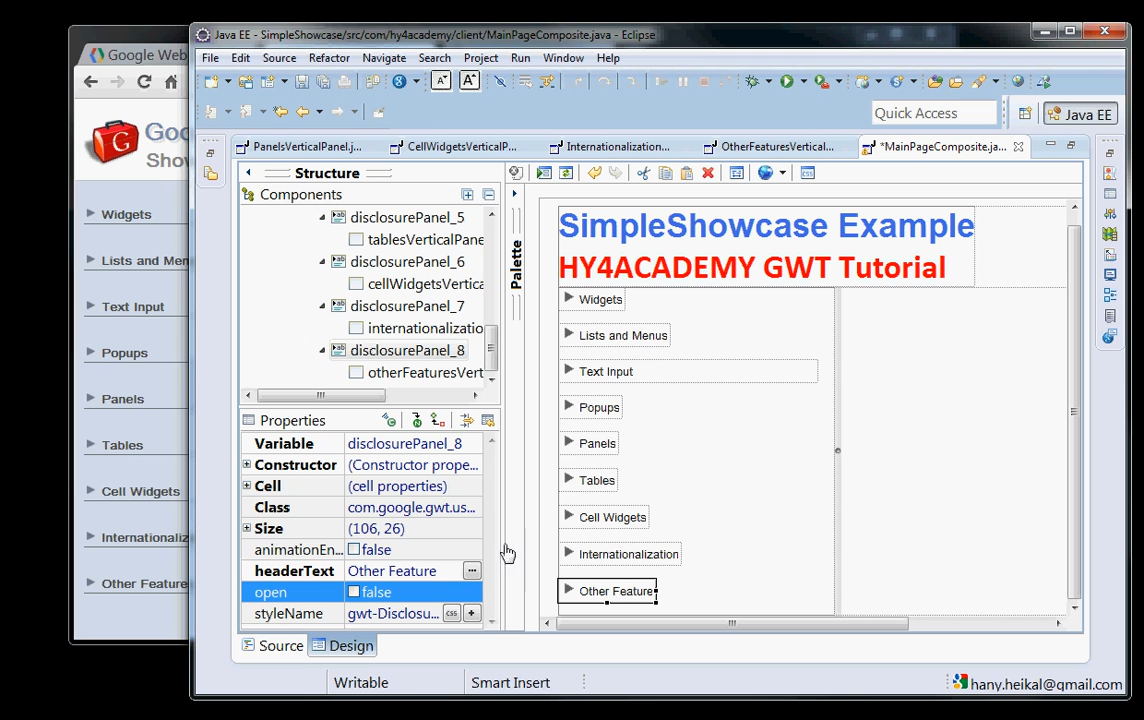 Google Web
Goo
Sho
Widgets
Lists and Men
Text Input
Popups
Panels
Tables
Cell Widgets
Internationaliz
Other Feature
Java EE - SimpleShowcase/src/com/hy4academy/client/MainPageComposite.java - Eclipse
File Edit Source Refactor Navigate Search Project Run Window Help
Quick Access
Java EE
PanelsVerticalPanel.j... CellWidgetsVerticalP... Internationalization... OtherFeaturesVertical... *MainPageComposite.ja...
Structure
Components
disclosurePanel_5
tablesVerticalPane
disclosurePanel_6
cellWidgetsVertica
disclosurePanel_7
internationalizatio
disclosurePanel_8
otherFeaturesVert
Properties
Variable disclosurePanel_8
Constructor (Constructor prope...
Cell (cell properties)
Class com.google.gwt.us...
Size (106, 26)
animationEn... false
headerText Other Feature ...
open false
styleName gwt-Disclosu... css
Palette
SimpleShowcase Example
HY4ACADEMY GWT Tutorial
Widgets
Lists and Menus
Text Input
Popups
Panels
Tables
Cell Widgets
Internationalization
Other Feature
Source Design
Writable Smart Insert
hany.heikal@gmail.com